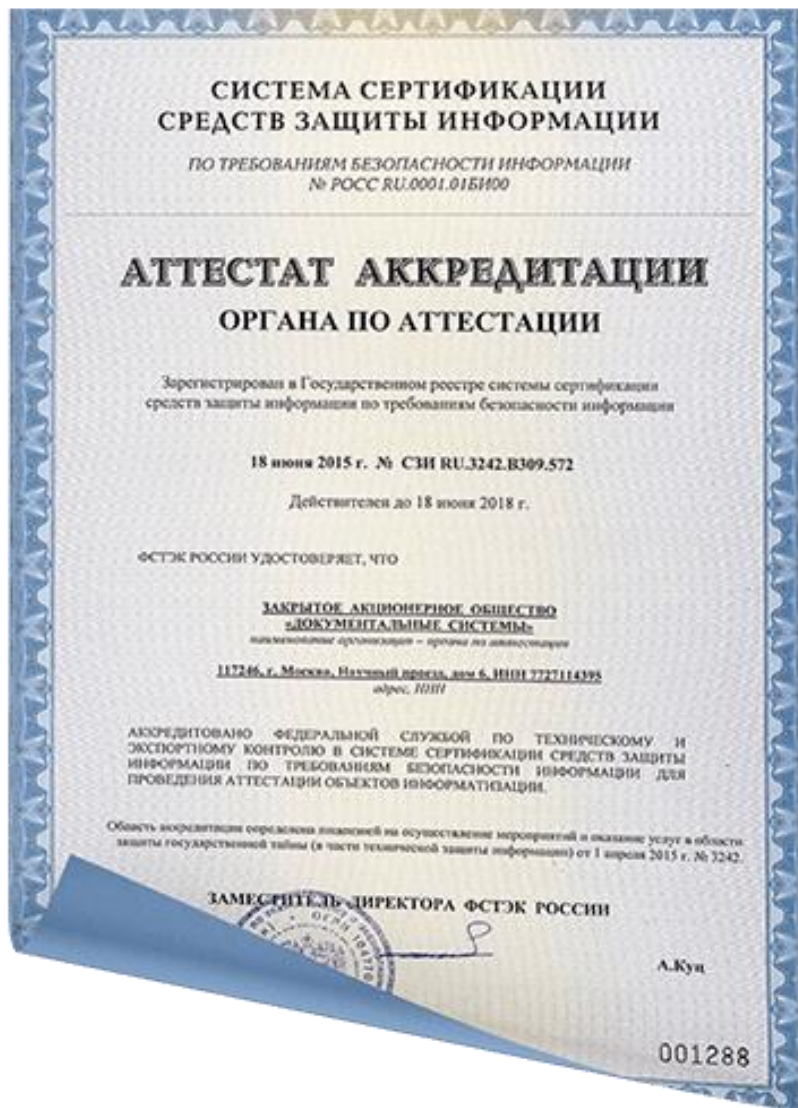 СИСТЕМА СЕРТИФИКАЦИИ
СРЕДСТВ ЗАЩИТЫ ИНФОРМАЦИИ
ПО ТРЕБОВАНИЯМ БЕЗОПАСНОСТИ ИНФОРМАЦИИ
№ РОСС RU.0001.01БИ00
АТТЕСТАТ АККРЕДИТАЦИИ
ОРГАНА ПО АТТЕСТАЦИИ
Зарегистрирован в Государственном реестре системы сертификации
средств защиты информации по требованиям безопасности информации
18 июня 2015 г. № СЗИ RU.3242.В309.572
Действителен до 18 июня 2018 г.
ФСТЭК РОССИИ УДОСТОВЕРЯЕТ, ЧТО
ЗАКРЫТОЕ АКЦИОНЕРНОЕ ОБЩЕСТВО
«ДОКУМЕНТАЛЬНЫЕ СИСТЕМЫ»
наименование организации – органа по аттестации
117246, г. Москва, Научный проезд, дом 6, ИНН 7727114395
адрес, ИНН
АККРЕДИТОВАНО ФЕДЕРАЛЬНОЙ СЛУЖБОЙ ПО ТЕХНИЧЕСКОМУ И
ЭКСПОРТНОМУ КОНТРОЛЮ В СИСТЕМЕ СЕРТИФИКАЦИИ СРЕДСТВ ЗАЩИТЫ
ИНФОРМАЦИИ ПО ТРЕБОВАНИЯМ БЕЗОПАСНОСТИ ИНФОРМАЦИИ ДЛЯ
ПРОВЕДЕНИЯ АТТЕСТАЦИИ ОБЪЕКТОВ ИНФОРМАТИЗАЦИИ.
Область аккредитации определена лицензией на осуществление мероприятий и оказание услуг в области
защиты государственной тайны (в части технической защиты информации) от 1 апреля 2015 г. № 3242.
ЗАМЕСТИТЕЛЬ ДИРЕКТОРА ФСТЭК РОССИИ
А.Куц
001288